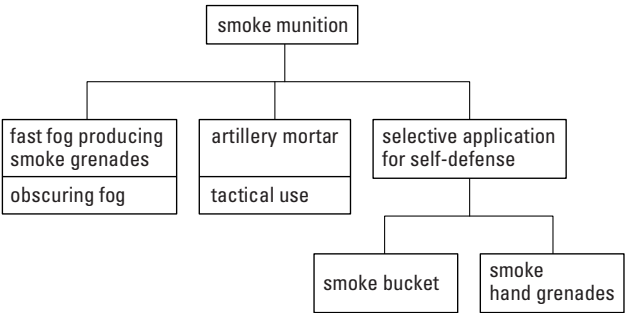 smoke munition
fast fog producing
smoke grenades
obscuring fog
artillery mortar
tactical use
selective application
for self-defense
smoke bucket
smoke
hand grenades